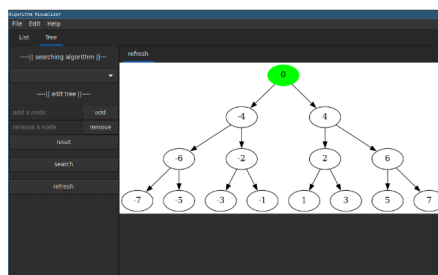 Algorithm Visualizer
File Edit Help
List Tree
----|| searching algorithm ||---
----|| edit tree ||----
add a node add
remove a node remove
reset
search
refresh
refresh
0
-4 4
-6 -2 2 6
-7 -5 -3 -1 1 3 5 7